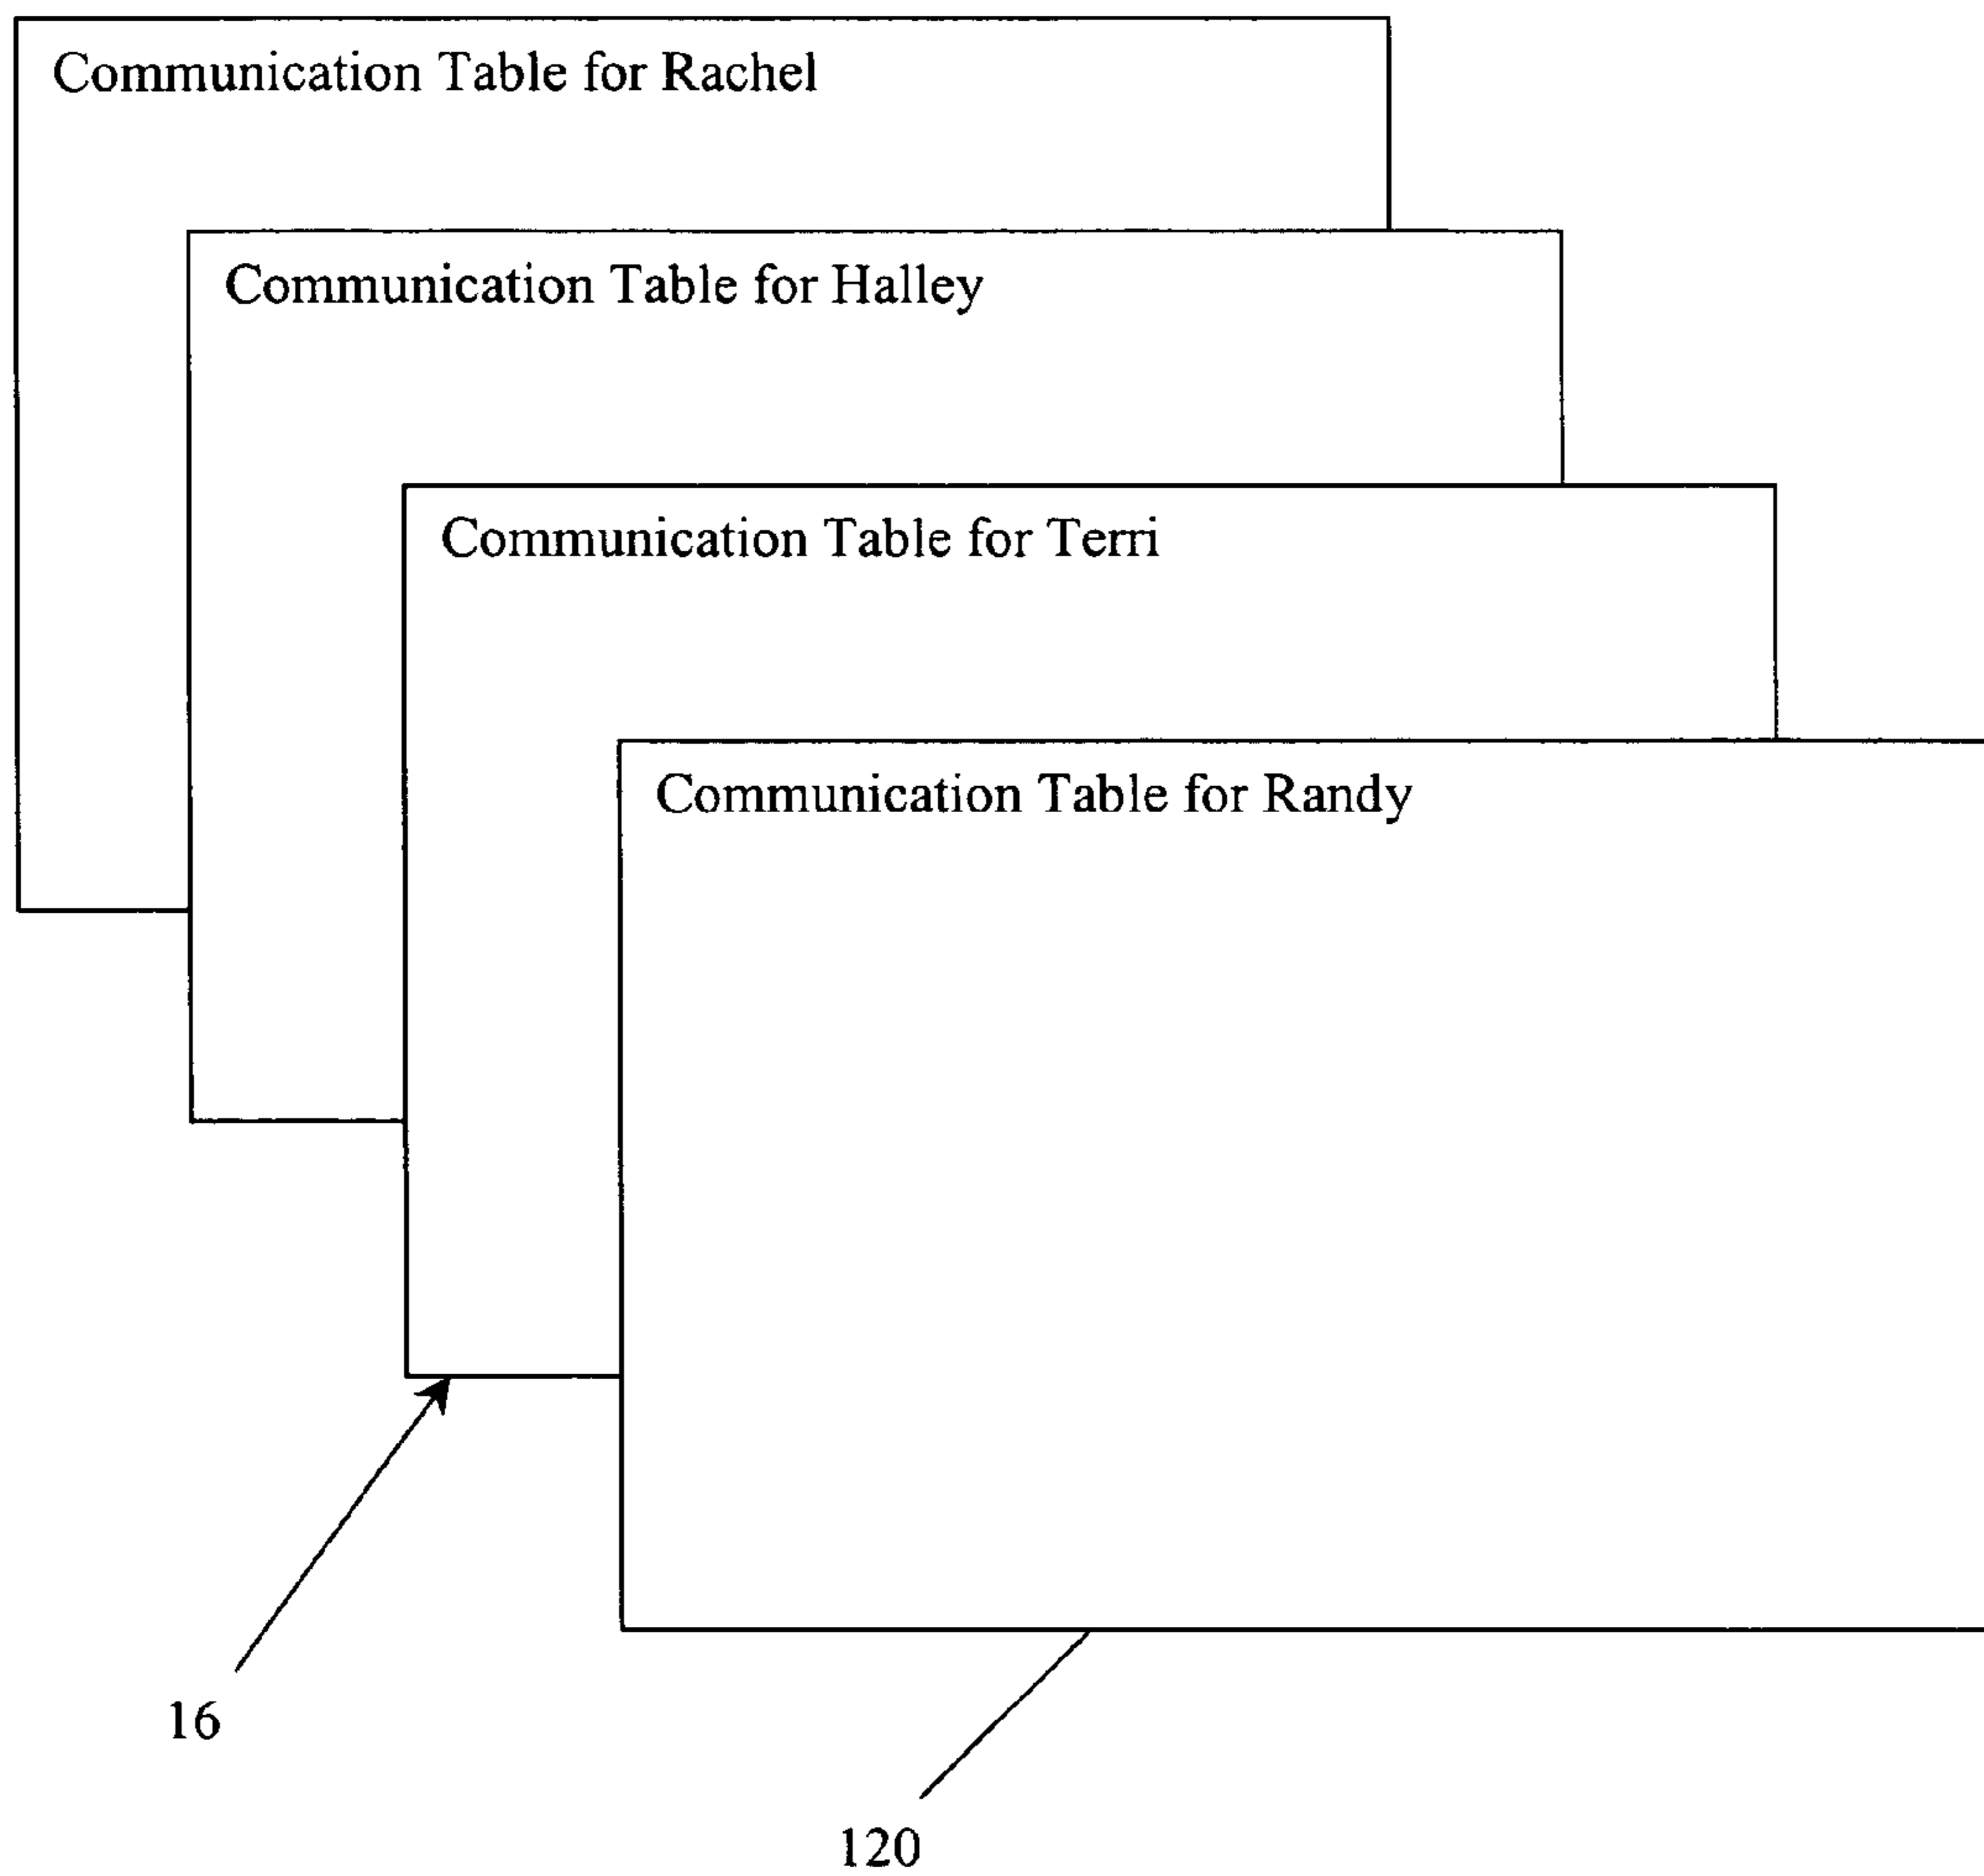 Communication Table for Rachel
Communication Table for Halley
Communication Table for Terri
Communication Table for Randy
16
120